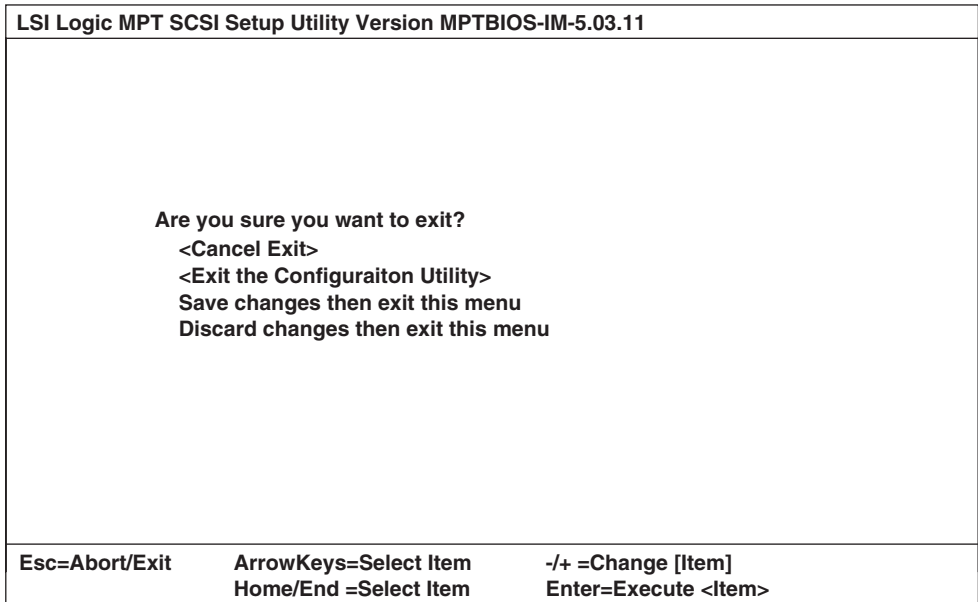 LSI Logic MPT SCSI Setup Utility Version MPTBIOS-IM-5.03.11
Are you sure you want to exit?
<Cancel Exit>
<Exit the Configuraiton Utility>
Save changes then exit this menu
Discard changes then exit this menu
Esc=Abort/Exit ArrowKeys=Select Item -/+ =Change [Item]
Home/End =Select Item Enter=Execute <Item>